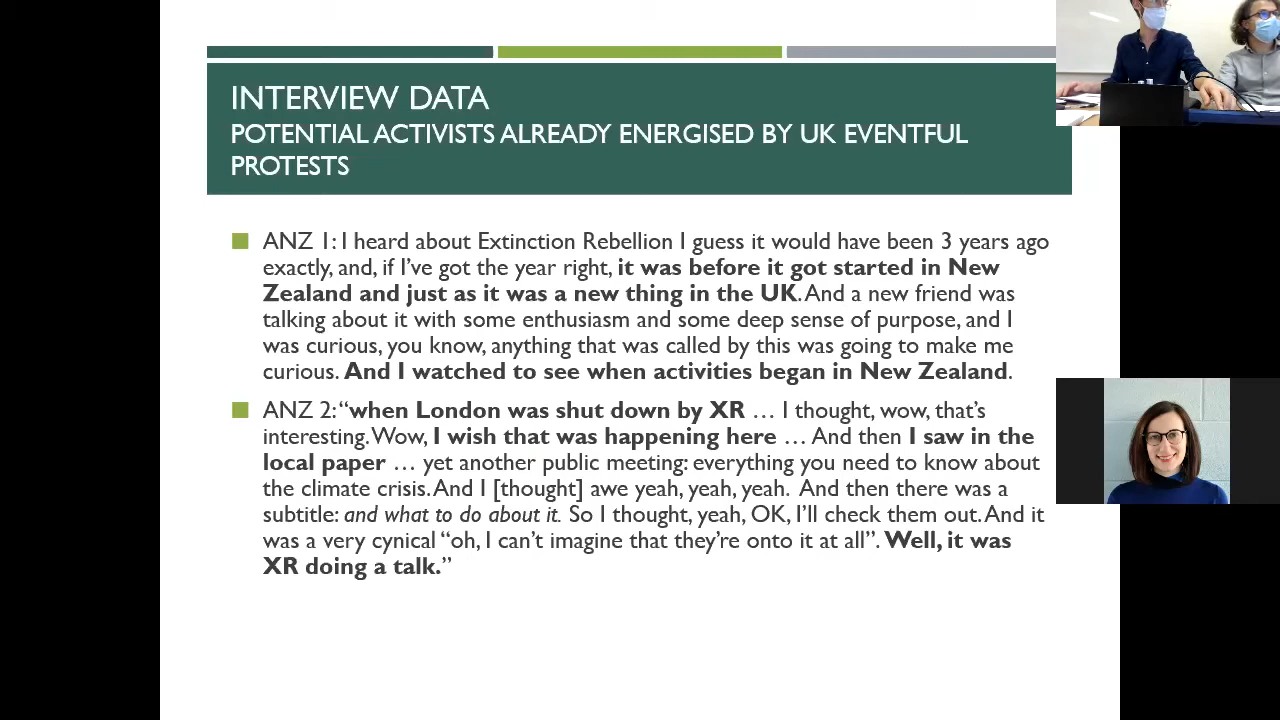 INTERVIEW DATA
POTENTIAL ACTIVISTS ALREADY ENERGISED BY UK EVENTFUL
PROTESTS
ANZ 1: I heard about Extinction Rebellion I guess it would have been 3 years ago
exactly, and, if I've got the year right, it was before it got started in New
Zealand and just as it was a new thing in the UK. And a new friend was
talking about it with some enthusiasm and some deep sense of purpose, and I
was curious, you know, anything that was called by this was going to make me
curious. And I watched to see when activities began in New Zealand.
ANZ 2: “when London was shut down by XR … I thought, wow, that's
interesting. Wow, I wish that was happening here … And then I saw in the
local paper … yet another public meeting: everything you need to know about
the climate crisis. And I [thought] awe yeah, yeah, yeah. And then there was a
subtitle: and what to do about it. So I thought, yeah, OK, I'll check them out. And it
was a very cynical “oh, I can't imagine that they're onto it at all”. Well, it was
XR doing a talk.”